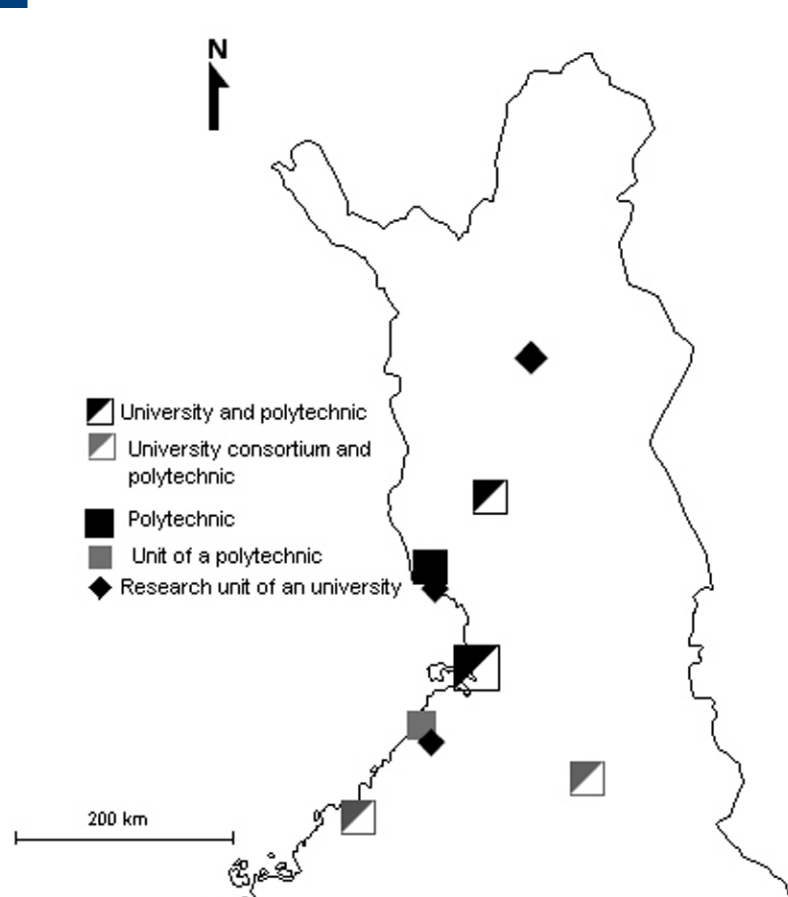 N
University and polytechnic
University consortium and
polytechnic
Polytechnic
Unit of a polytechnic
Research unit of an university
200 km